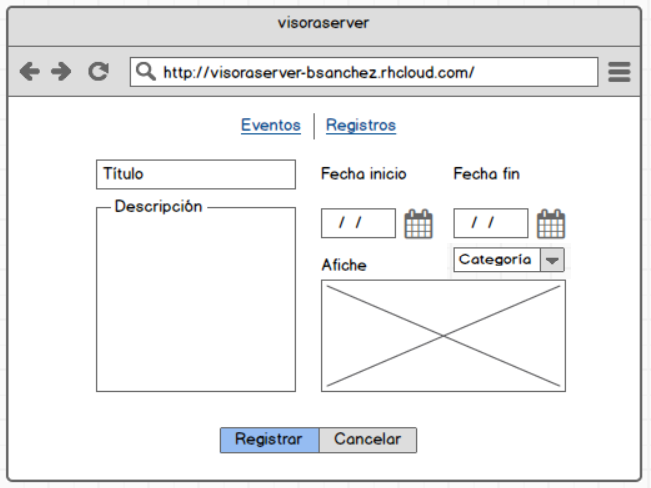 visoraserver
http://visoraserver-bsanchez.rhcloud.com/
Eventos | Registros
Título
Fecha inicio
Fecha fin
Descripción
/ /
/ /
Afiche
Categoría
Registrar
Cancelar